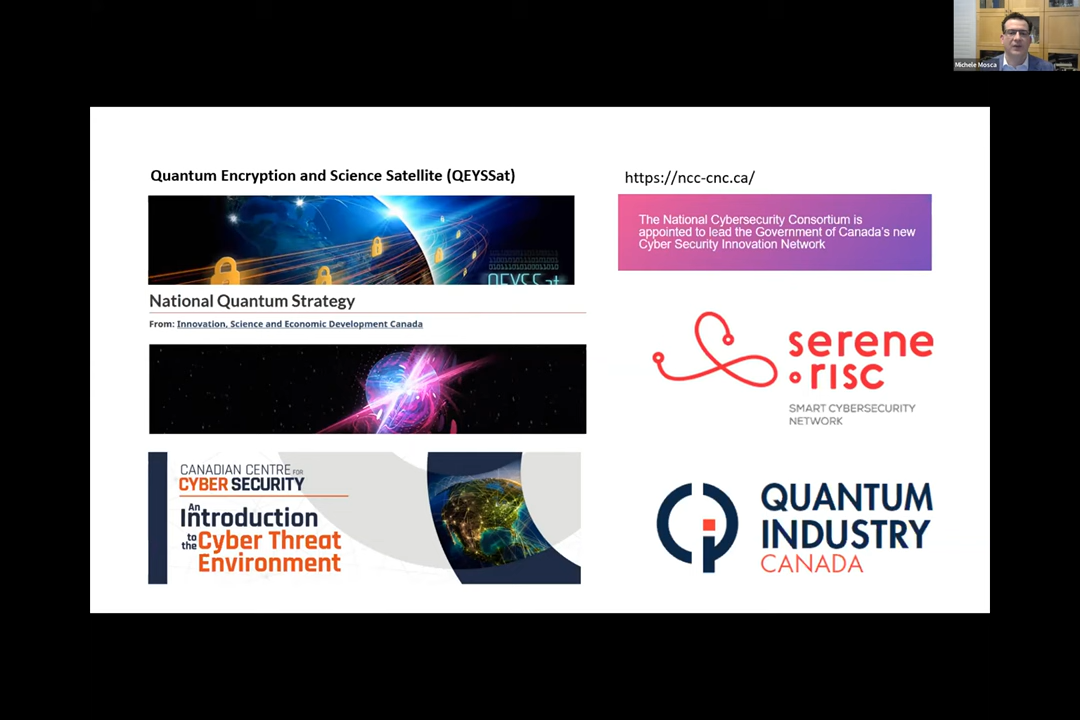 Michele Mosca
Quantum Encryption and Science Satellite (QEYSSat)
QEYSSat
National Quantum Strategy
From: Innovation, Science and Economic Development Canada
CANADIAN CENTRE FOR
CYBER SECURITY
An
Introduction
to the Cyber Threat
Environment
https://ncc-cnc.ca/
The National Cybersecurity Consortium is
appointed to lead the Government of Canada's new
Cyber Security Innovation Network
serene
risc
SMART CYBERSECURITY
NETWORK
QUANTUM
INDUSTRY
CANADA